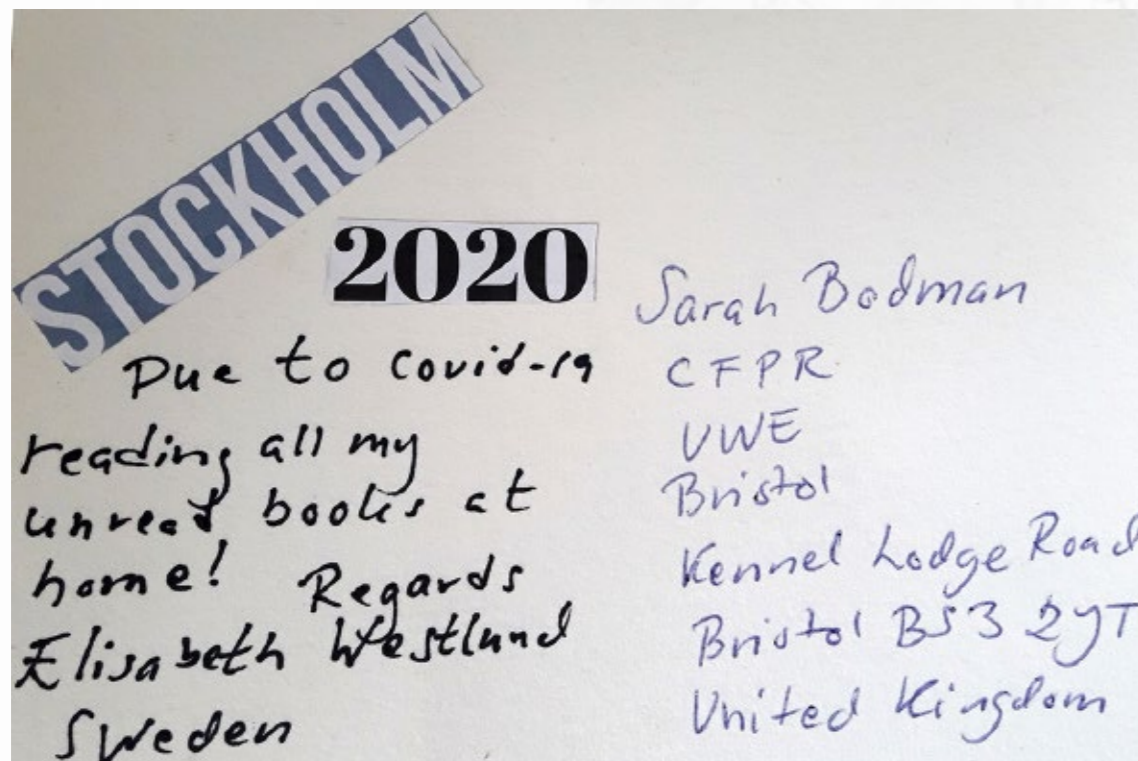 STOCKHOLM
2020
Due to Covid-19
reading all my
unread books at
home! Regards
Elisabeth Westlund
Sweden
Sarah Bodman
CFPR
UWE
Bristol
Kennel Lodge Road
Bristol BS3 2JT
United Kingdom